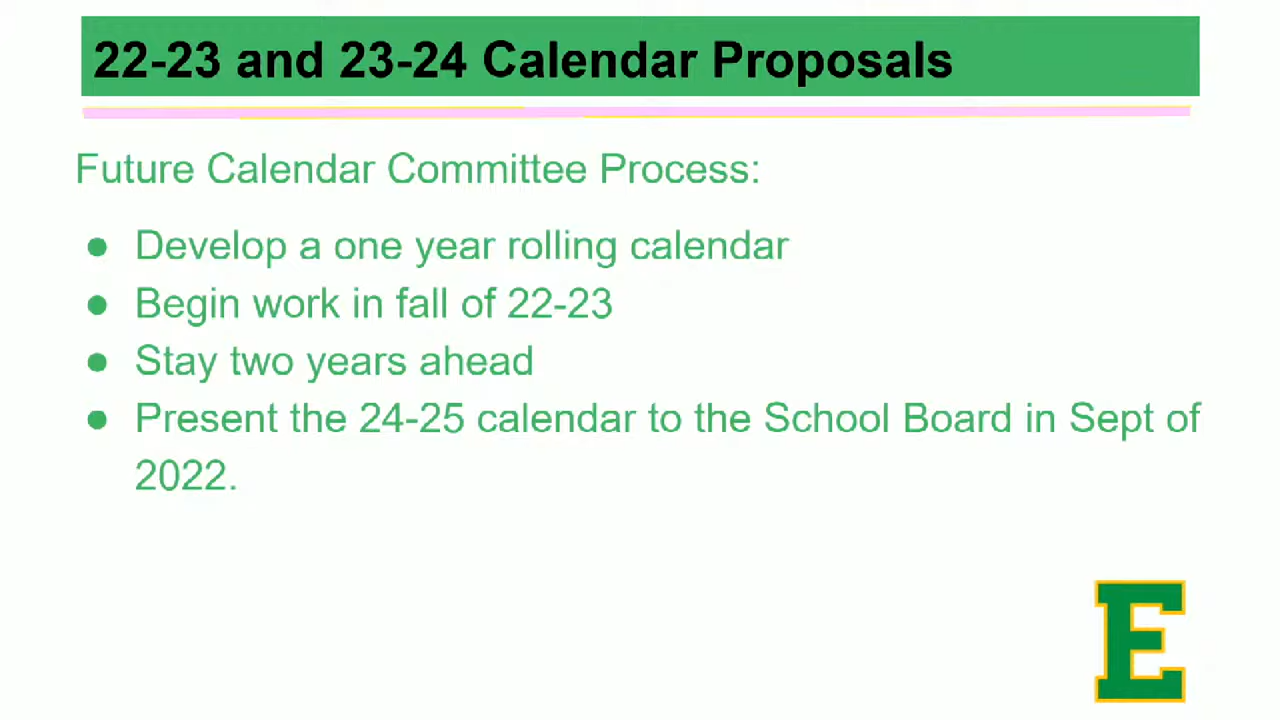 22-23 and 23-24 Calendar Proposals
Future Calendar Committee Process:
● Develop a one year rolling calendar
● Begin work in fall of 22-23
● Stay two years ahead
● Present the 24-25 calendar to the School Board in Sept of
2022.
E